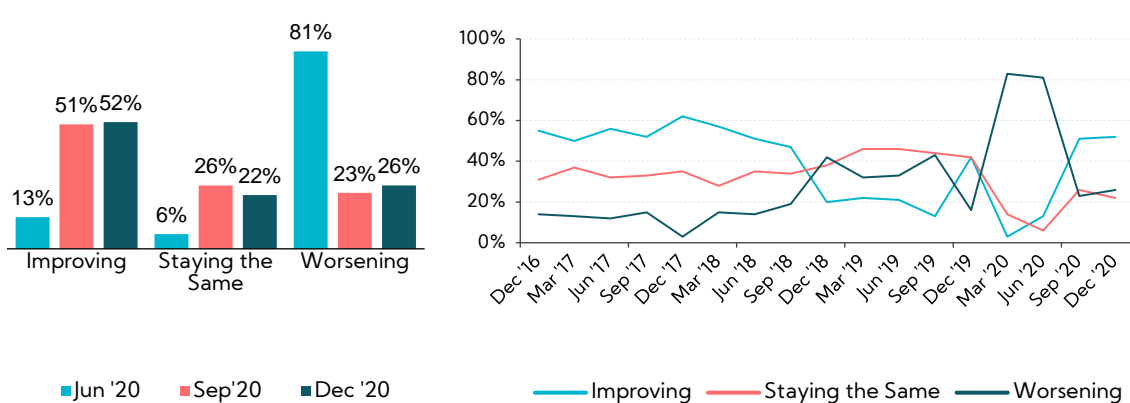 81%
51% 52%
13%
6%
26%
22%
23%
26%
Improving
Staying the
Same
Worsening
Jun '20
Sep'20
Dec '20
100%
80%
60%
40%
20%
0%
Dec '16
Mar '17
Jun '17
Sep '17
Dec '17
Mar '18
Jun '18
Sep '18
Dec '18
Mar '19
Jun '19
Sep '19
Dec '19
Mar '20
Jun '20
Sep '20
Dec '20
Improving
Staying the Same
Worsening